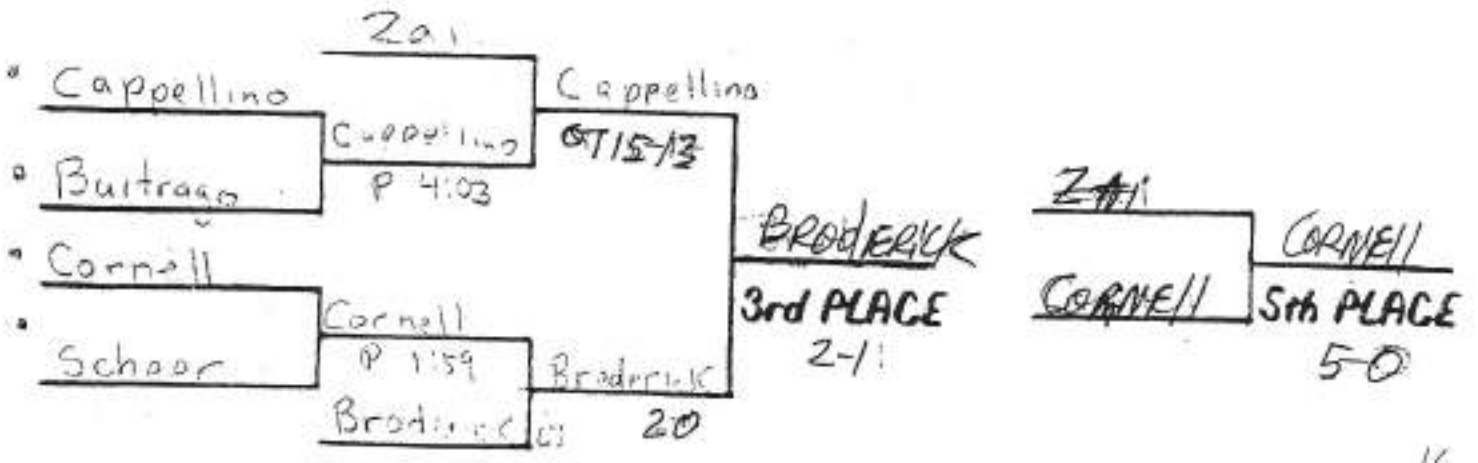 Zai
Cappellino
Cappellino
Cappellino
OT 15-13
Buitrago
P 4:03
Zai
BRODERICK
CORNEll
Cornell
3rd PLACE
CORNEll
5th PLACE
Cornell
2-1
5-0
Schoor
P 1:59
Broderick
Broderick
20